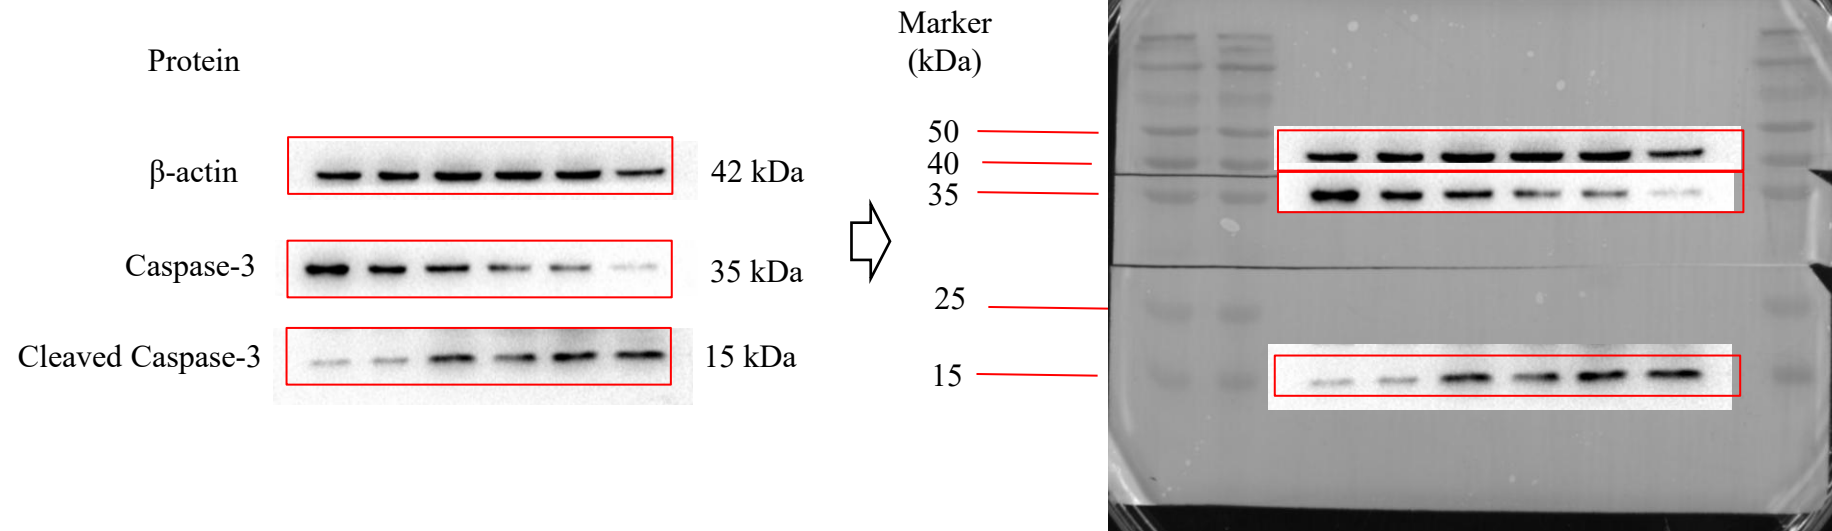 Protein
β-actin
42 kDa
Caspase-3
35 kDa
Cleaved Caspase-3
15 kDa
Marker
(kDa)
50
40
35
25
15